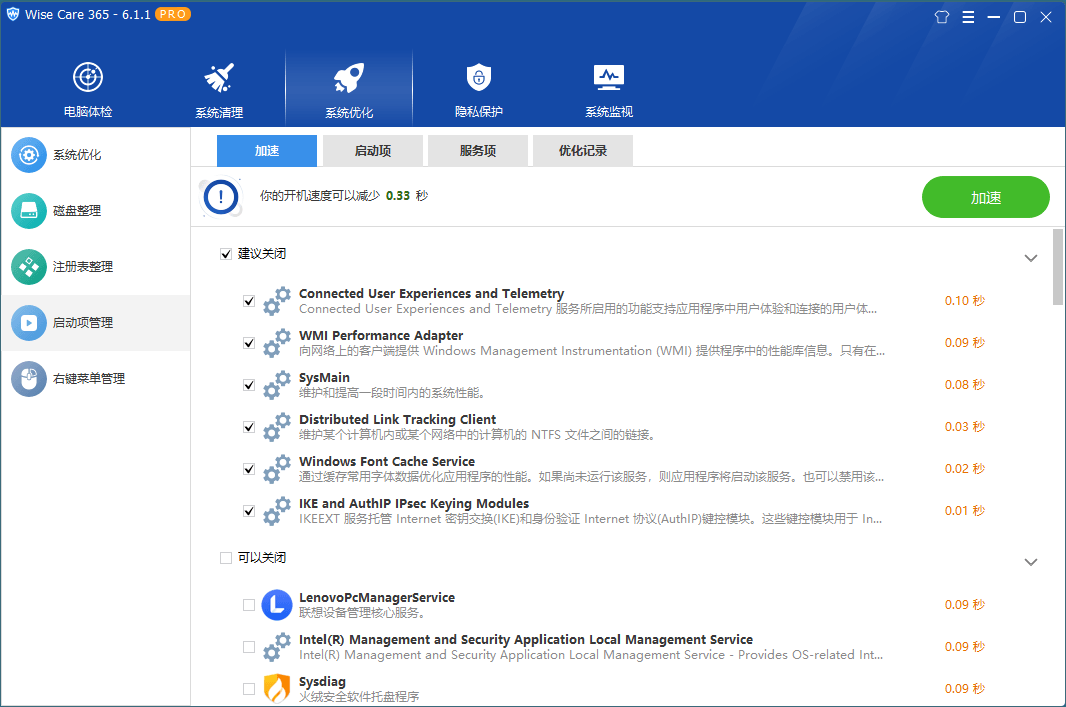 Wise Care 365 - 6.1.1 PRO
电脑体检
系统清理
系统优化
隐私保护
系统监视
系统优化
磁盘整理
注册表整理
启动项管理
右键菜单管理
加速
启动项
服务项
优化记录
你的开机速度可以减少 0.33 秒
加速
建议关闭
Connected User Experiences and Telemetry
Connected User Experiences and Telemetry 服务所启用的功能支持应用程序中用户体验和连接的用户体...
0.10 秒
WMI Performance Adapter
向网络上的客户端提供 Windows Management Instrumentation (WMI) 提供程序中的性能库信息。只有在...
0.09 秒
SysMain
维护和提高一段时间内的系统性能。
0.08 秒
Distributed Link Tracking Client
维护某个计算机内或某个网络中的计算机的 NTFS 文件之间的链接。
0.03 秒
Windows Font Cache Service
通过缓存常用字体数据优化应用程序的性能。如果尚未运行该服务，则应用程序将启动该服务。也可以禁用该...
0.02 秒
IKE and AuthIP IPsec Keying Modules
IKEEXT 服务托管 Internet 密钥交换(IKE)和身份验证 Internet 协议(AuthIP)键控模块。这些键控模块用于 In...
0.01 秒
可以关闭
LenovoPcManagerService
联想设备管理核心服务。
0.09 秒
Intel(R) Management and Security Application Local Management Service
Intel(R) Management and Security Application Local Management Service - Provides OS-related Int...
0.09 秒
Sysdiag
火绒安全软件托盘程序
0.09 秒